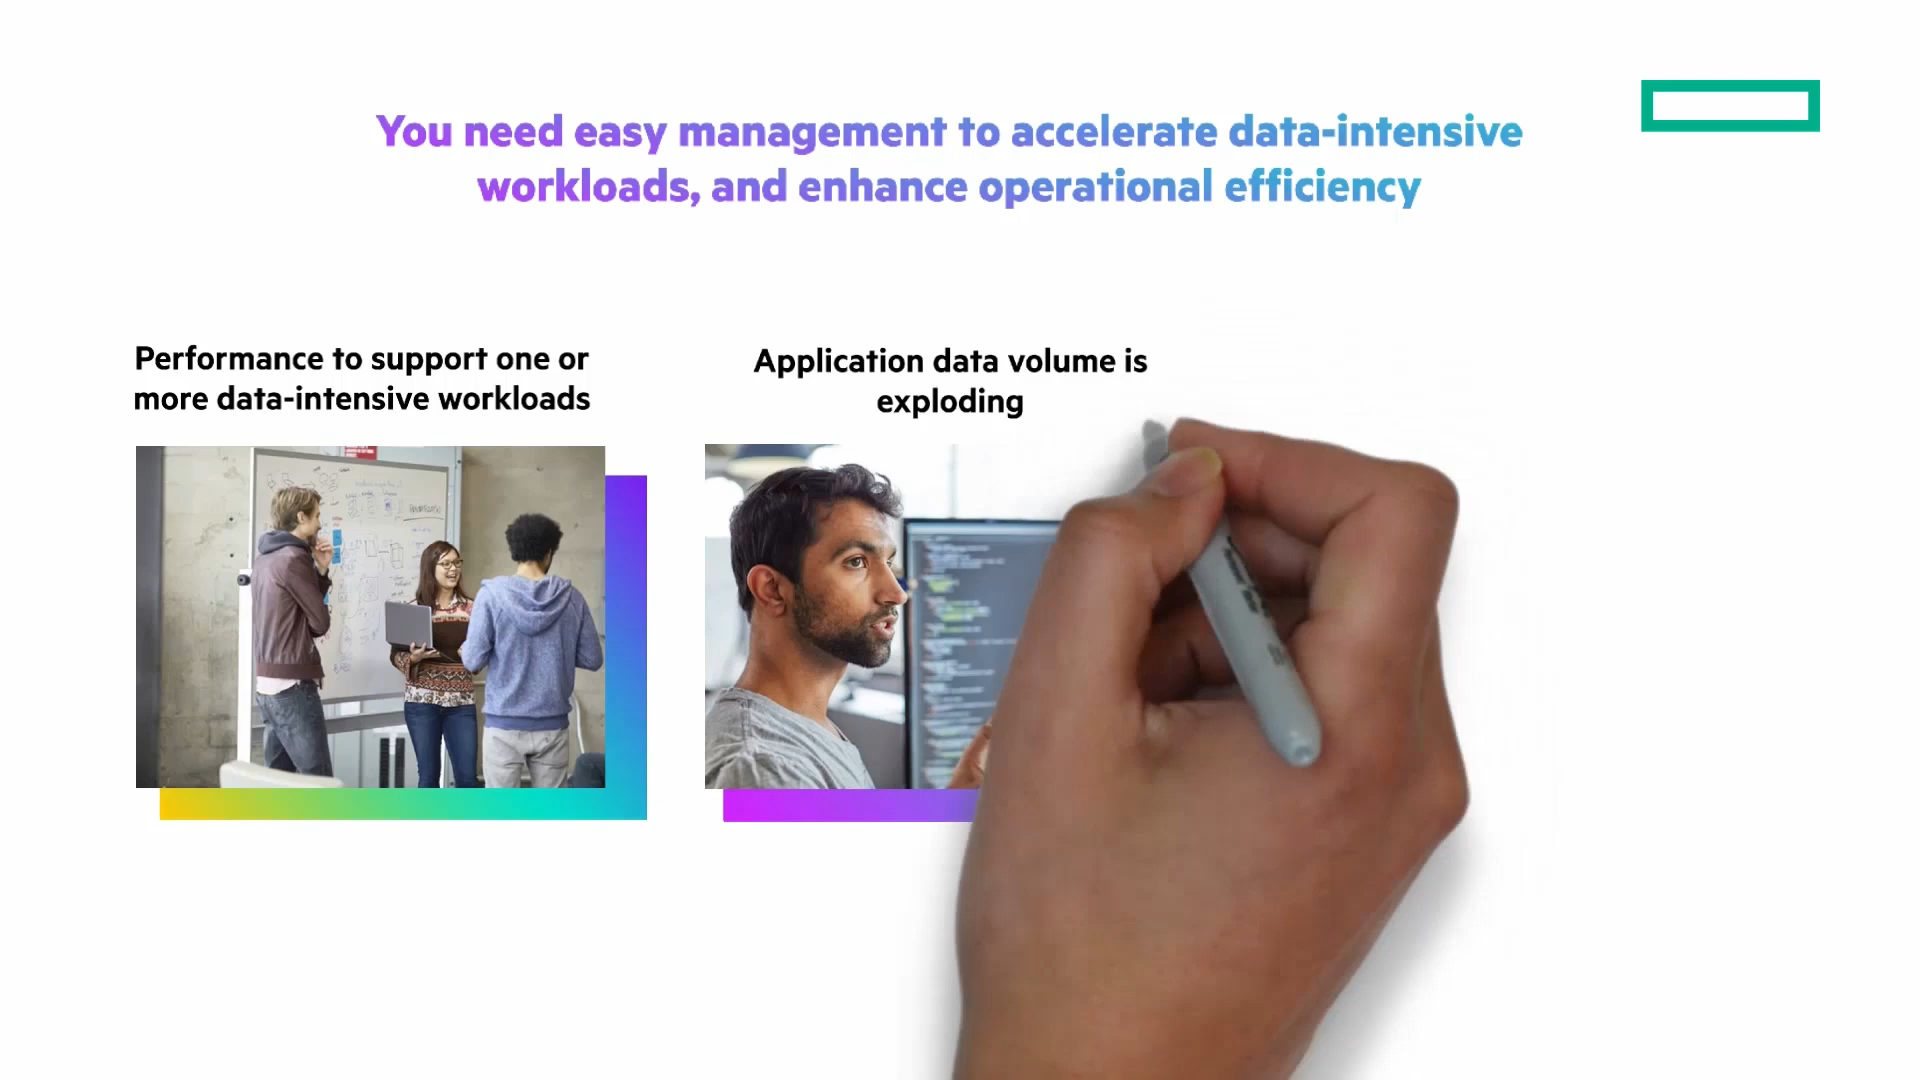 You need easy management to accelerate data-intensive
workloads, and enhance operational efficiency
Performance to support one or
more data-intensive workloads
Application data volume is
exploding